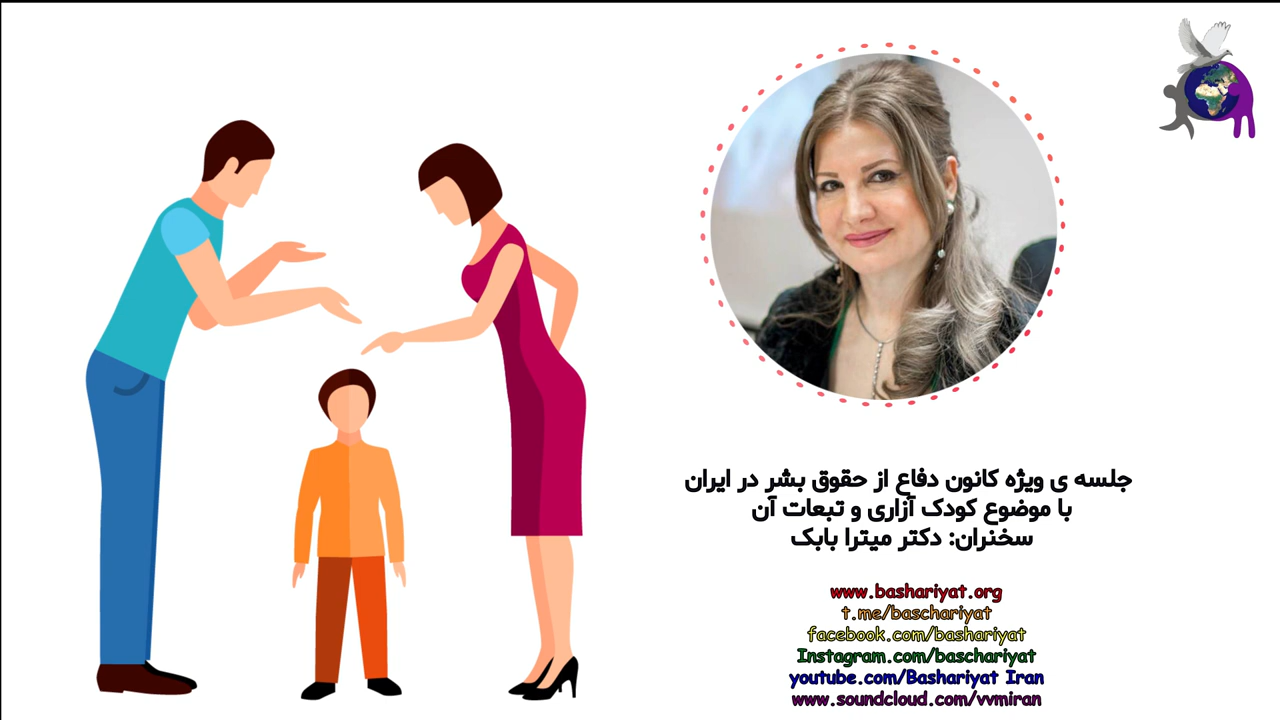 جلسه ی ویژه کانون دفاع از حقوق بشر در ایران
با موضوع کودک آزاری و تبعات آن
سخنران: دکتر میترا بابک
www.bashariyat.org
t.me/baschariyat
facebook.com/bashariyat
Instagram.com/baschariyat
youtube.com/Bashariyat Iran
www.soundcloud.com/vvmiran